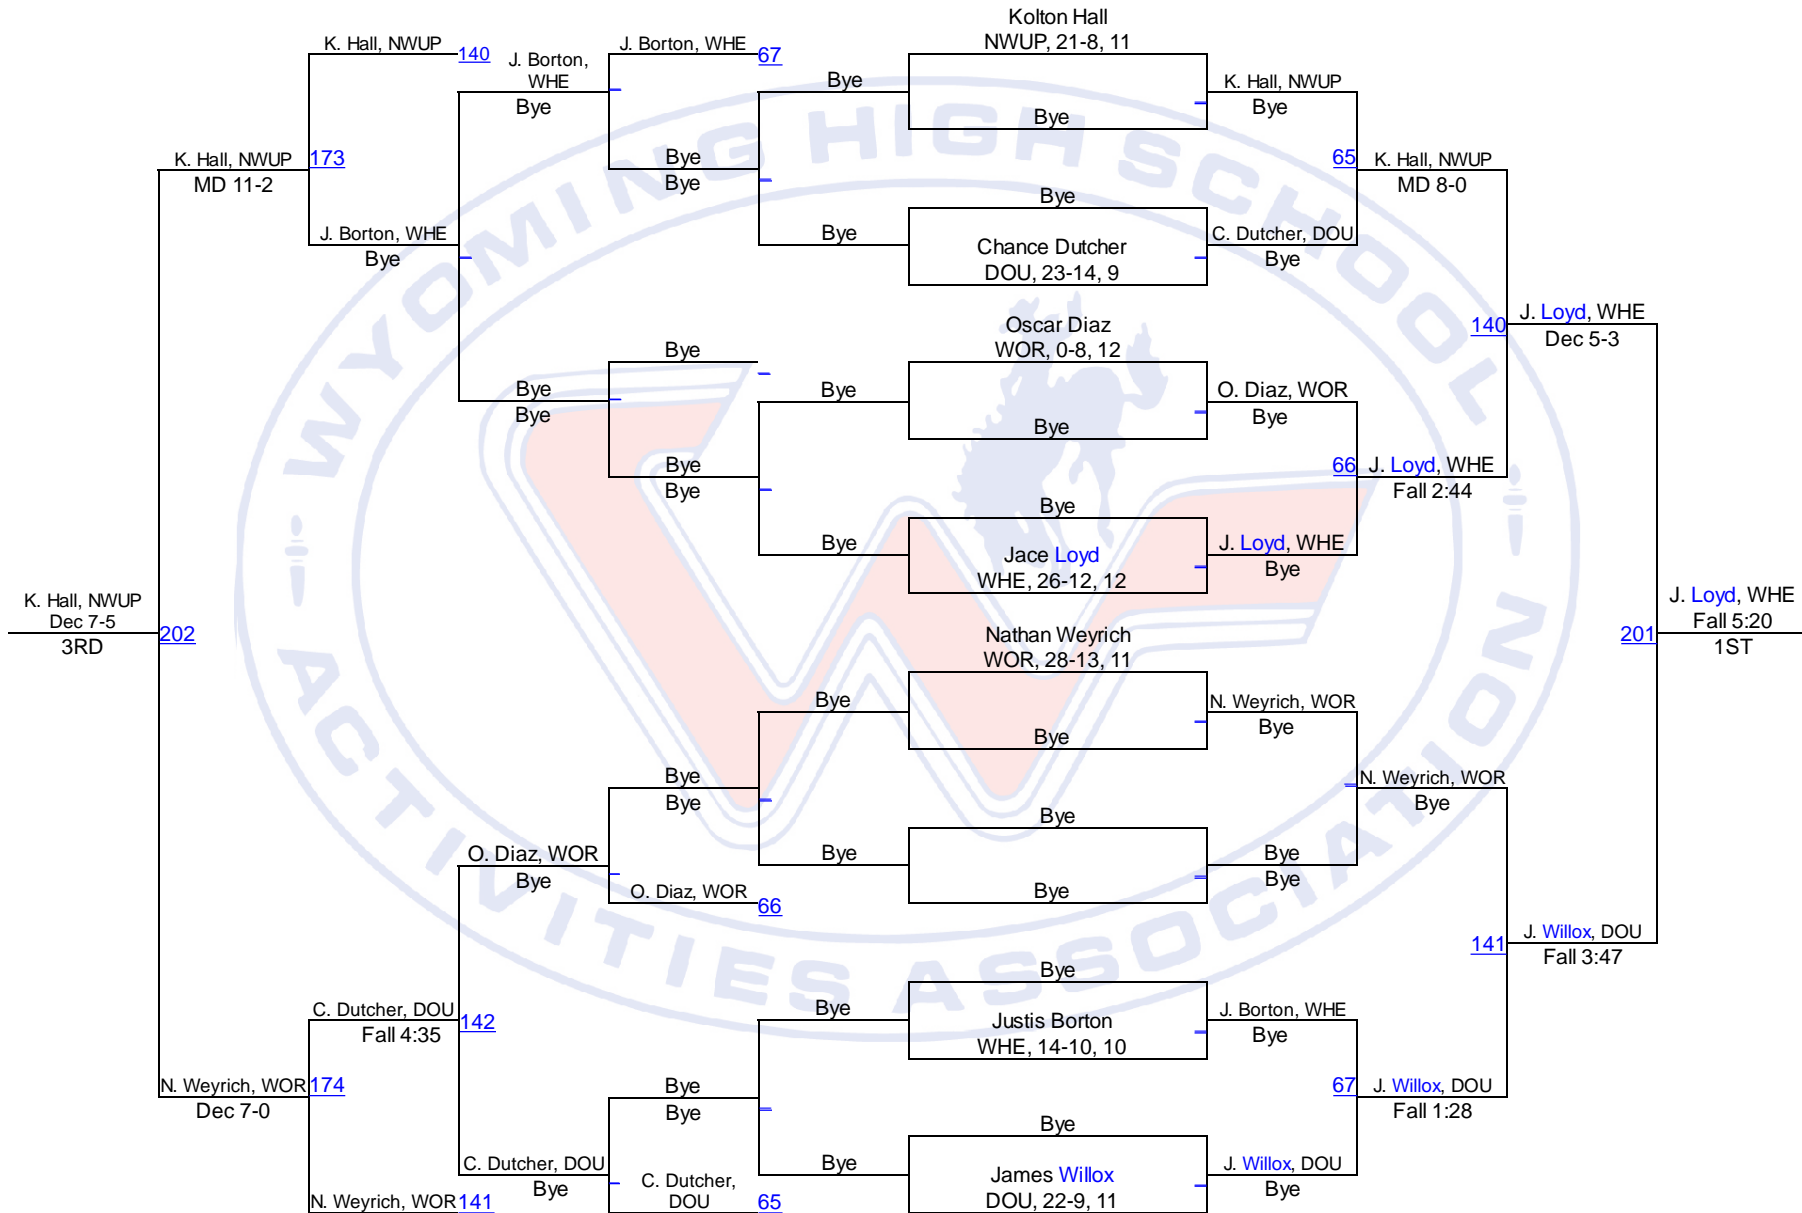 Kolton Hall
K. Hall, NWUP
140
J. Borton,
WHE
Bye
J. Borton, WHE
67
NWUP, 21-8, 11
Bye
Bye
K. Hall, NWUP
Bye
K. Hall, NWUP
MD 11-2
173
Bye
Bye
65
K. Hall, NWUP
MD 8-0
J. Borton, WHE
Bye
Bye
Bye
Chance Dutcher
DOU, 23-14, 9
C. Dutcher, DOU
Bye
WYOMING HIGH SCHOOL
ACTIVITIES ASSOCIATION
Oscar Diaz
WOR, 0-8, 12
140
J. Loyd, WHE
Dec 5-3
Bye
Bye
Bye
Bye
Bye
O. Diaz, WOR
Bye
Bye
Bye
66
J. Loyd, WHE
Fall 2:44
Bye
Bye
Jace Loyd
WHE, 26-12, 12
J. Loyd, WHE
Bye
K. Hall, NWUP
Dec 7-5
3RD
202
Nathan Weyrich
WOR, 28-13, 11
201
J. Loyd, WHE
Fall 5:20
1ST
Bye
Bye
N. Weyrich, WOR
Bye
Bye
Bye
N. Weyrich, WOR
Bye
O. Diaz, WOR
Bye
Bye
Bye
Bye
Bye
Bye
O. Diaz, WOR
66
141
J. Willox, DOU
Fall 3:47
C. Dutcher, DOU
Fall 4:35
142
Bye
Bye
Justis Borton
WHE, 14-10, 10
J. Borton, WHE
Bye
N. Weyrich, WOR
Dec 7-0
174
Bye
Bye
67
J. Willox, DOU
Fall 1:28
C. Dutcher, DOU
Bye
Bye
Bye
James Willox
DOU, 22-9, 11
J. Willox, DOU
Bye
N. Weyrich, WOR
141
C. Dutcher,
DOU
65